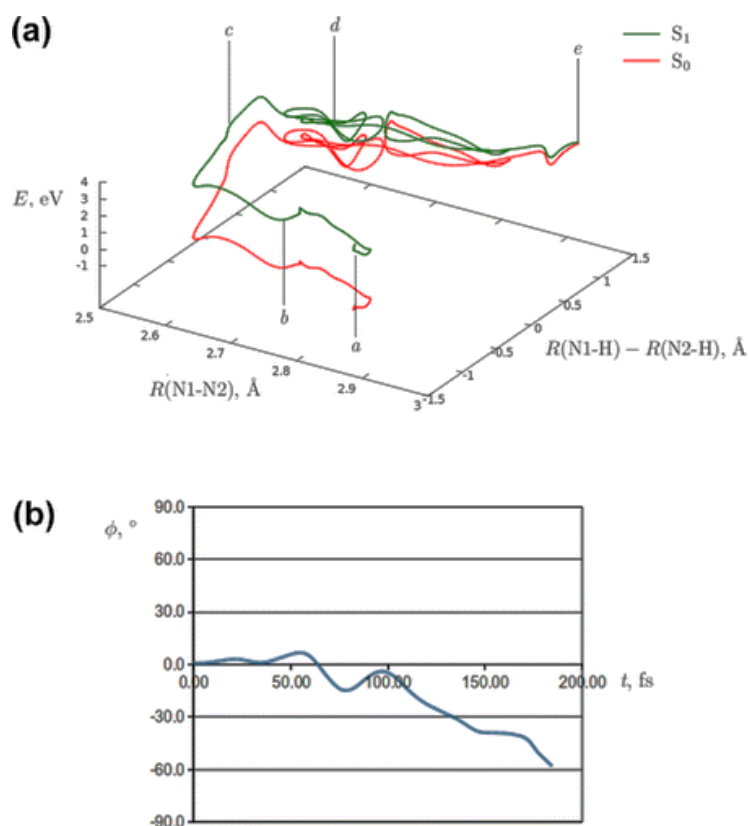 (a)
c
d
e
S₁
S₀
E, eV
4
3
2
1
0
-1
2.5
2.6
2.7
2.8
2.9
3
-1.5
-1
-0.5
0
0.5
1
1.5
b
a
R(N1-N2), Å
R(N1-H) − R(N2-H), Å
(b)
ϕ, °
90.0
60.0
30.0
0.0
-30.0
-60.0
-90.0
0.00
50.00
100.00
150.00
200.00
t, fs